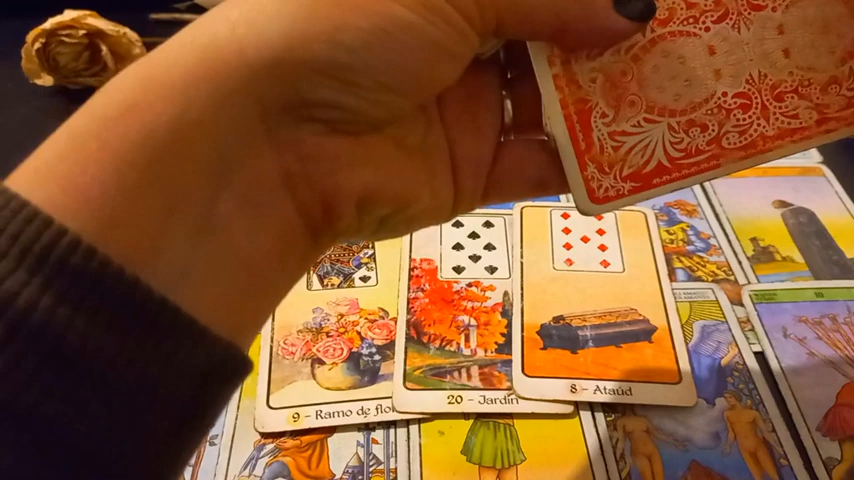 9 - Ramo de flo
20 - Jardín
8 - Ataúd